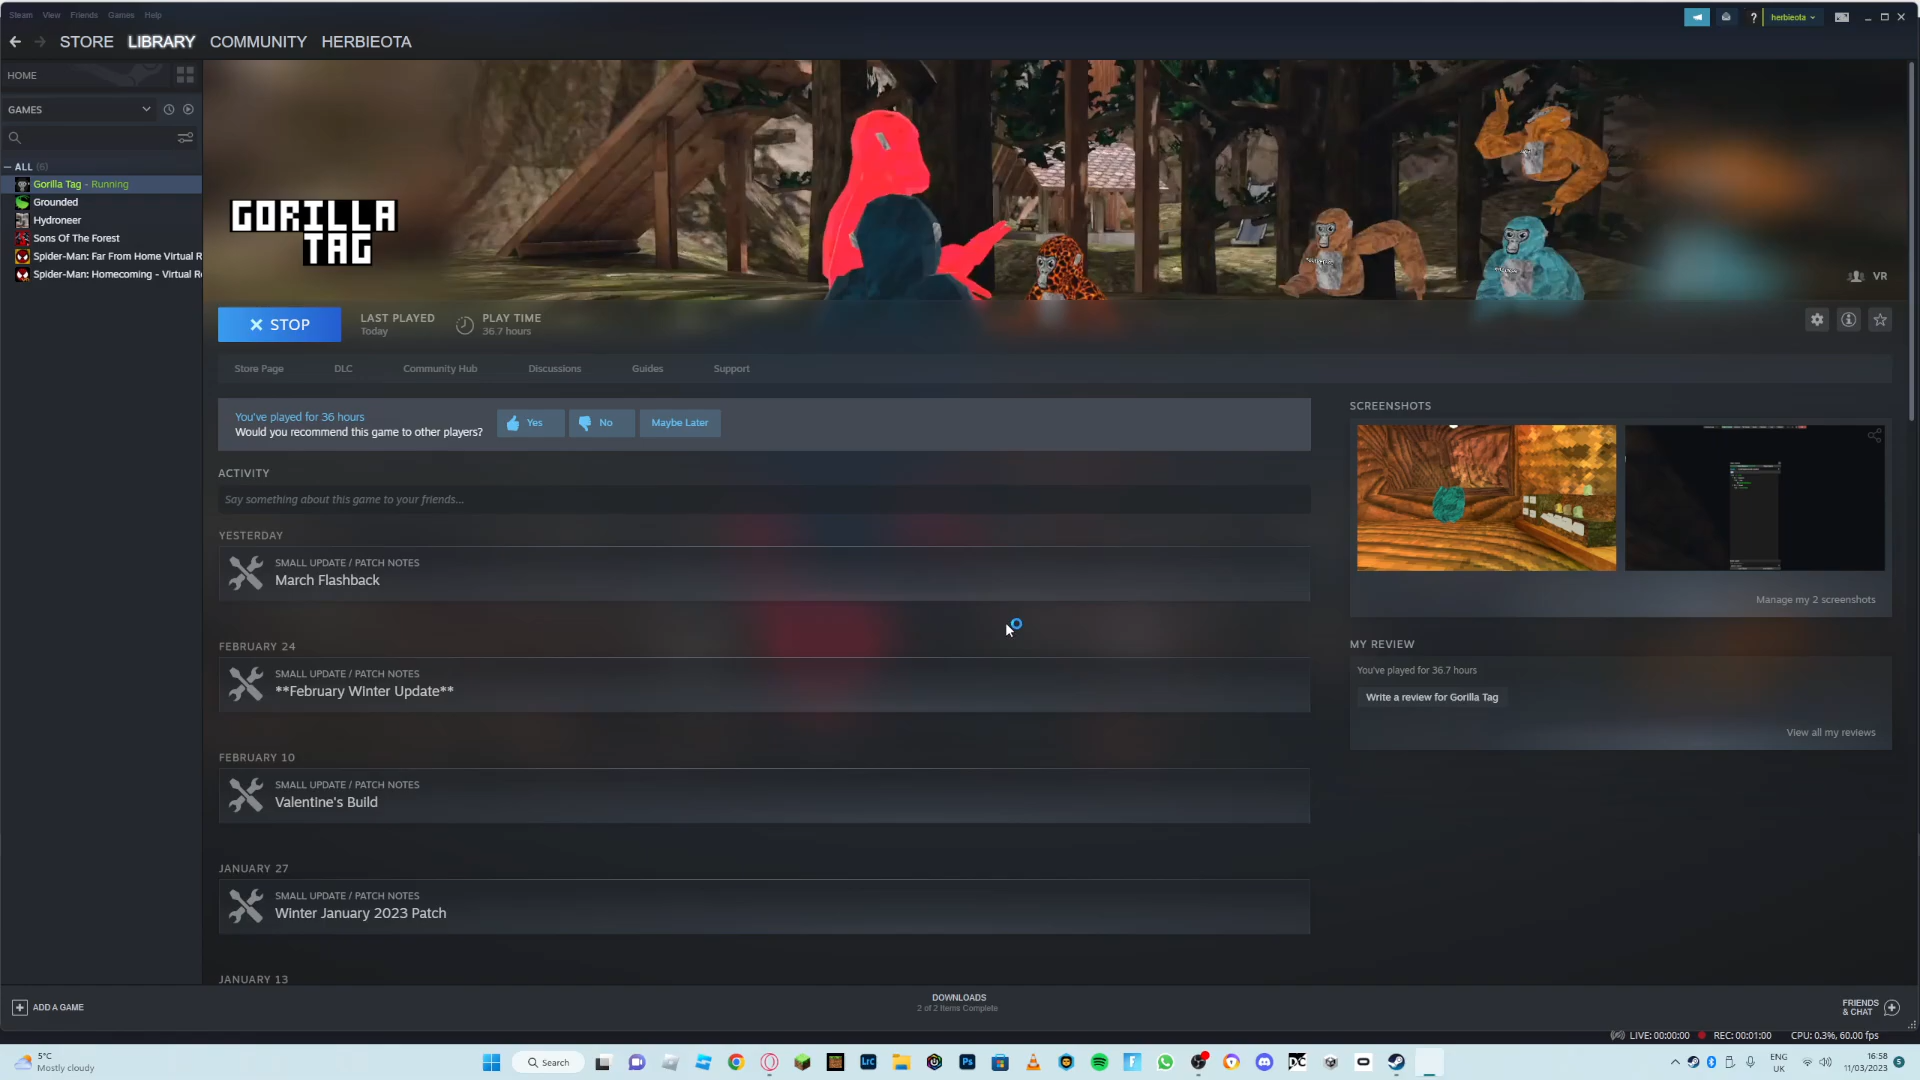 Steam View Friends Games Help
herbieota
STORE LIBRARY COMMUNITY HERBIEOTA
HOME
GAMES
ALL (6)
Gorilla Tag - Running
Grounded
Hydroneer
Sons Of The Forest
Spider-Man: Far From Home Virtual R
Spider-Man: Homecoming - Virtual Re
GORILLA
TAG
VR
STOP
LAST PLAYED
Today
PLAY TIME
36.7 hours
Store Page DLC Community Hub Discussions Guides Support
You've played for 36 hours
Would you recommend this game to other players?
Yes No Maybe Later
SCREENSHOTS
Manage my 2 screenshots
ACTIVITY
Say something about this game to your friends...
YESTERDAY
SMALL UPDATE / PATCH NOTES
March Flashback
FEBRUARY 24
SMALL UPDATE / PATCH NOTES
**February Winter Update**
FEBRUARY 10
SMALL UPDATE / PATCH NOTES
Valentine's Build
JANUARY 27
SMALL UPDATE / PATCH NOTES
Winter January 2023 Patch
JANUARY 13
MY REVIEW
You've played for 36.7 hours
Write a review for Gorilla Tag
View all my reviews
ADD A GAME
DOWNLOADS
2 of 2 Items Complete
FRIENDS
& CHAT
LIVE: 00:00:00 REC: 00:01:00 CPU: 0.3%, 60.00 fps
5°C
Mostly cloudy
Search
LrC
Ps
DC
ENG
UK
16:58
11/03/2023
5